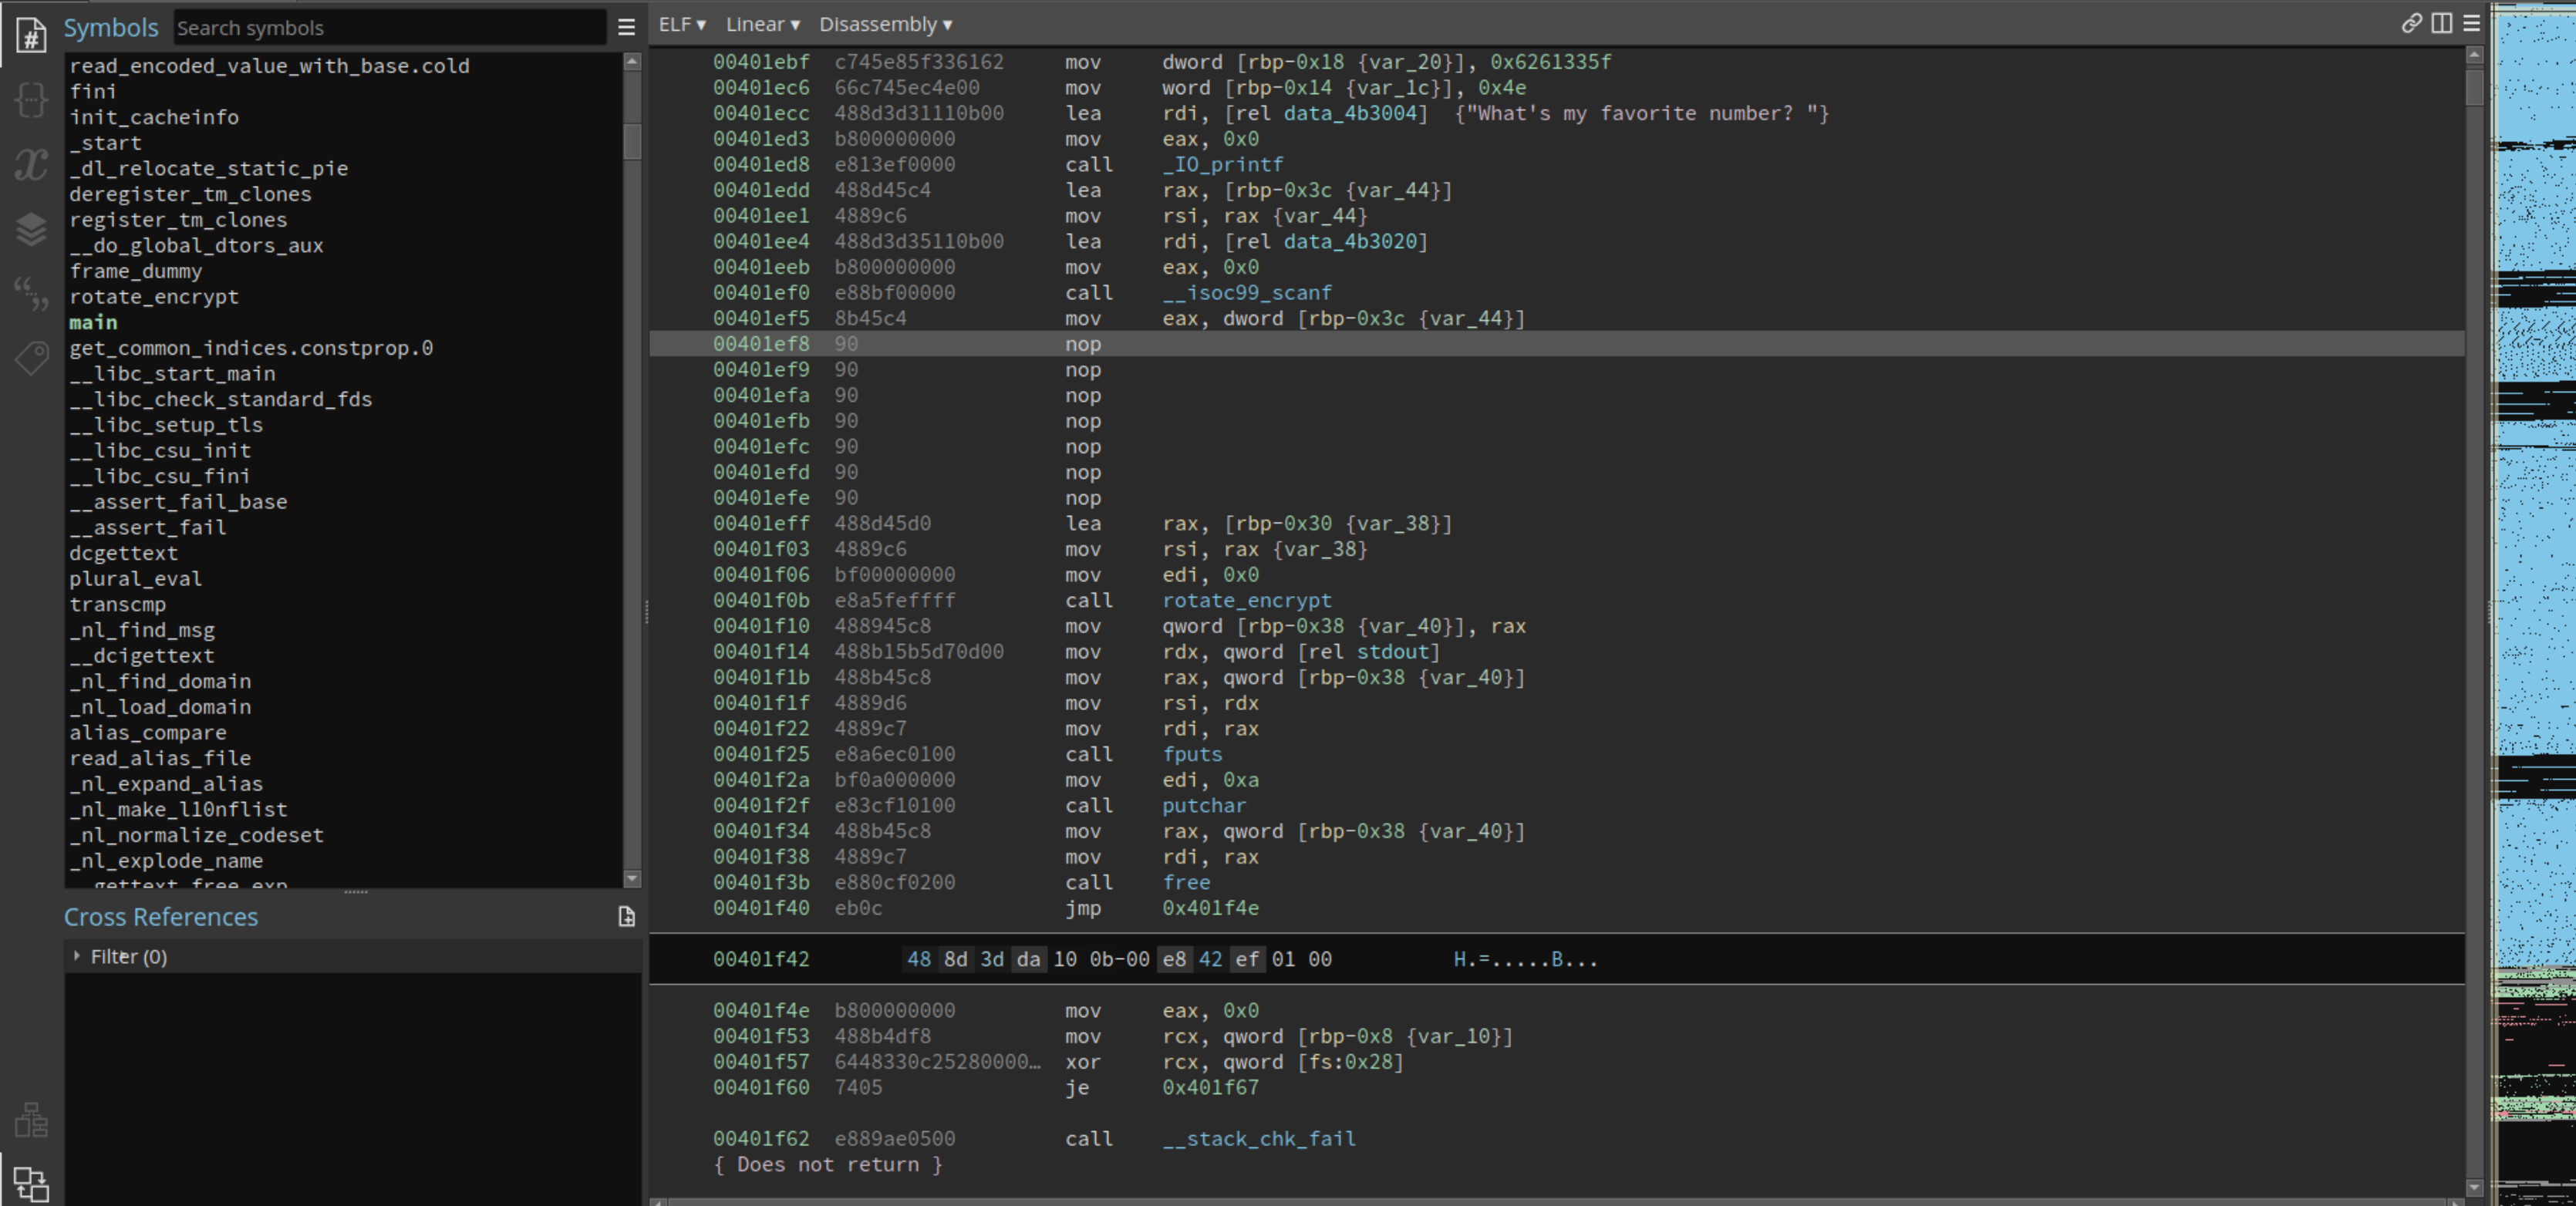 Symbols
Search symbols
read_encoded_value_with_base.cold
fini
init_cacheinfo
_start
_dl_relocate_static_pie
deregister_tm_clones
register_tm_clones
__do_global_dtors_aux
frame_dummy
rotate_encrypt
main
get_common_indices.constprop.0
__libc_start_main
__libc_check_standard_fds
__libc_setup_tls
__libc_csu_init
__libc_csu_fini
__assert_fail_base
__assert_fail
dcgettext
plural_eval
transcmp
_nl_find_msg
__dcigettext
_nl_find_domain
_nl_load_domain
alias_compare
read_alias_file
_nl_expand_alias
_nl_make_l10nflist
_nl_normalize_codeset
_nl_explode_name
__gettext_free_exp
Cross References
Filter (0)
ELF ▾ Linear ▾ Disassembly ▾
00401ebf c745e85f336162 mov dword [rbp-0x18 {var_20}], 0x6261335f
00401ec6 66c745ec4e00 mov word [rbp-0x14 {var_1c}], 0x4e
00401ecc 488d3d31110b00 lea rdi, [rel data_4b3004] {"What's my favorite number? "}
00401ed3 b800000000 mov eax, 0x0
00401ed8 e813ef0000 call _IO_printf
00401edd 488d45c4 lea rax, [rbp-0x3c {var_44}]
00401ee1 4889c6 mov rsi, rax {var_44}
00401ee4 488d3d35110b00 lea rdi, [rel data_4b3020]
00401eeb b800000000 mov eax, 0x0
00401ef0 e88bf00000 call __isoc99_scanf
00401ef5 8b45c4 mov eax, dword [rbp-0x3c {var_44}]
00401ef8 90 nop
00401ef9 90 nop
00401efa 90 nop
00401efb 90 nop
00401efc 90 nop
00401efd 90 nop
00401efe 90 nop
00401eff 488d45d0 lea rax, [rbp-0x30 {var_38}]
00401f03 4889c6 mov rsi, rax {var_38}
00401f06 bf00000000 mov edi, 0x0
00401f0b e8a5feffff call rotate_encrypt
00401f10 488945c8 mov qword [rbp-0x38 {var_40}], rax
00401f14 488b15b5d70d00 mov rdx, qword [rel stdout]
00401f1b 488b45c8 mov rax, qword [rbp-0x38 {var_40}]
00401f1f 4889d6 mov rsi, rdx
00401f22 4889c7 mov rdi, rax
00401f25 e8a6ec0100 call fputs
00401f2a bf0a000000 mov edi, 0xa
00401f2f e83cf10100 call putchar
00401f34 488b45c8 mov rax, qword [rbp-0x38 {var_40}]
00401f38 4889c7 mov rdi, rax
00401f3b e880cf0200 call free
00401f40 eb0c jmp 0x401f4e
00401f42 48 8d 3d da 10 0b-00 e8 42 ef 01 00 H.=.....B...
00401f4e b800000000 mov eax, 0x0
00401f53 488b4df8 mov rcx, qword [rbp-0x8 {var_10}]
00401f57 6448330c25280000… xor rcx, qword [fs:0x28]
00401f60 7405 je 0x401f67
00401f62 e889ae0500 call __stack_chk_fail
{ Does not return }